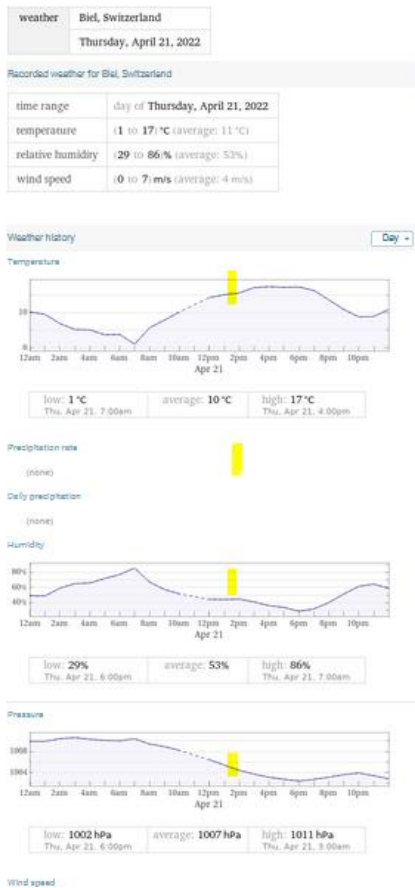 weather
Biel, Switzerland
Thursday, April 21, 2022
Recorded weather for Biel, Switzerland
time range day of Thursday, April 21, 2022
temperature (1 to 17) °C (average: 11 °C)
relative humidity (29 to 86)% (average: 53%)
wind speed (0 to 7) m/s (average: 4 m/s)
Weather history Day
Temperature
10
0
12am 2am 4am 6am 8am 10am 12pm 2pm 4pm 6pm 8pm 10pm
Apr 21
low: 1 °C average: 10 °C high: 17 °C
Thu, Apr 21, 7:00am Thu, Apr 21, 4:00pm
Precipitation rate
(none)
Daily precipitation
(none)
Humidity
80%
60%
40%
12am 2am 4am 6am 8am 10am 12pm 2pm 4pm 6pm 8pm 10pm
Apr 21
low: 29% average: 53% high: 86%
Thu, Apr 21, 6:00pm Thu, Apr 21, 7:00am
Pressure
1008
1004
12am 2am 4am 6am 8am 10am 12pm 2pm 4pm 6pm 8pm 10pm
Apr 21
low: 1002 hPa average: 1007 hPa high: 1011 hPa
Thu, Apr 21, 6:00pm Thu, Apr 21, 3:00am
Wind speed